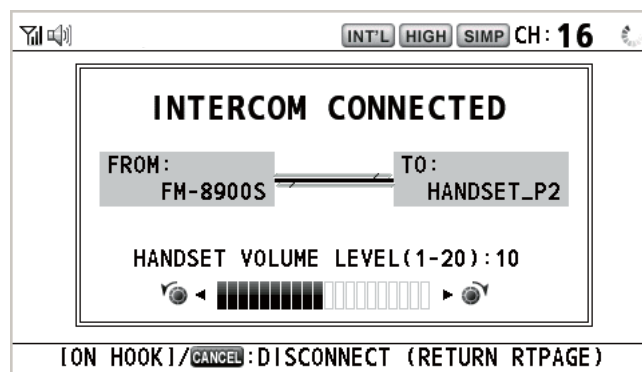 INT'L HIGH SIMP CH: 16
INTERCOM CONNECTED
FROM:
FM-8900S
TO:
HANDSET_P2
HANDSET VOLUME LEVEL(1-20):10
[ON HOOK]/CANCEL:DISCONNECT (RETURN RTPAGE)